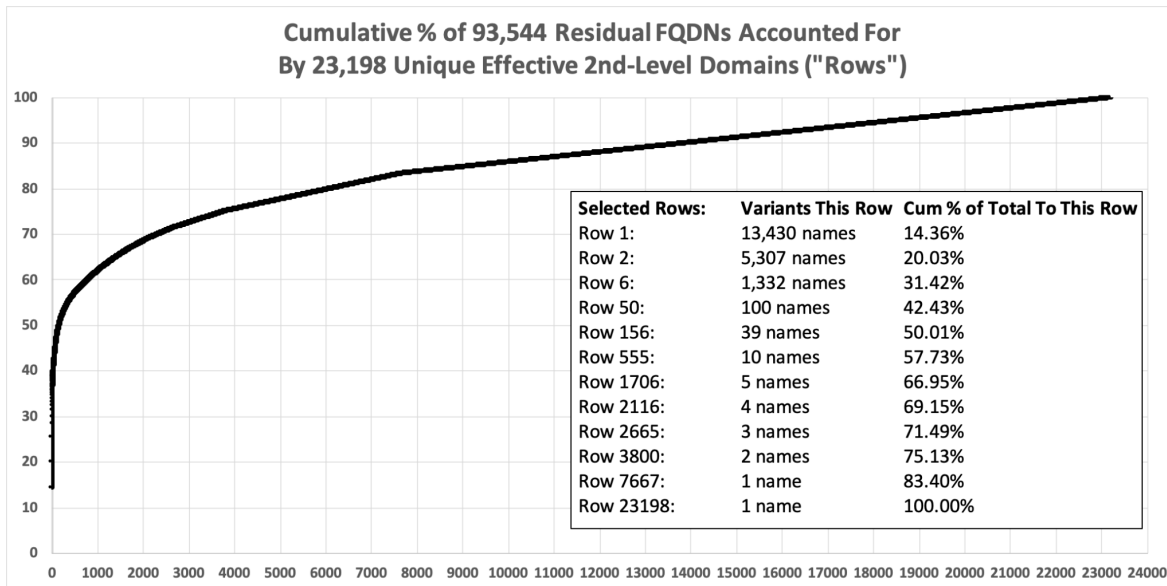 Cumulative % of 93,544 Residual FQDNs Accounted For
By 23,198 Unique Effective 2nd-Level Domains ("Rows")
100
90
80
70
60
50
40
30
20
10
0
Selected Rows: Variants This Row Cum % of Total To This Row
Row 1: 13,430 names 14.36%
Row 2: 5,307 names 20.03%
Row 6: 1,332 names 31.42%
Row 50: 100 names 42.43%
Row 156: 39 names 50.01%
Row 555: 10 names 57.73%
Row 1706: 5 names 66.95%
Row 2116: 4 names 69.15%
Row 2665: 3 names 71.49%
Row 3800: 2 names 75.13%
Row 7667: 1 name 83.40%
Row 23198: 1 name 100.00%
0 1000 2000 3000 4000 5000 6000 7000 8000 9000 10000 11000 12000 13000 14000 15000 16000 17000 18000 19000 20000 21000 22000 23000 24000